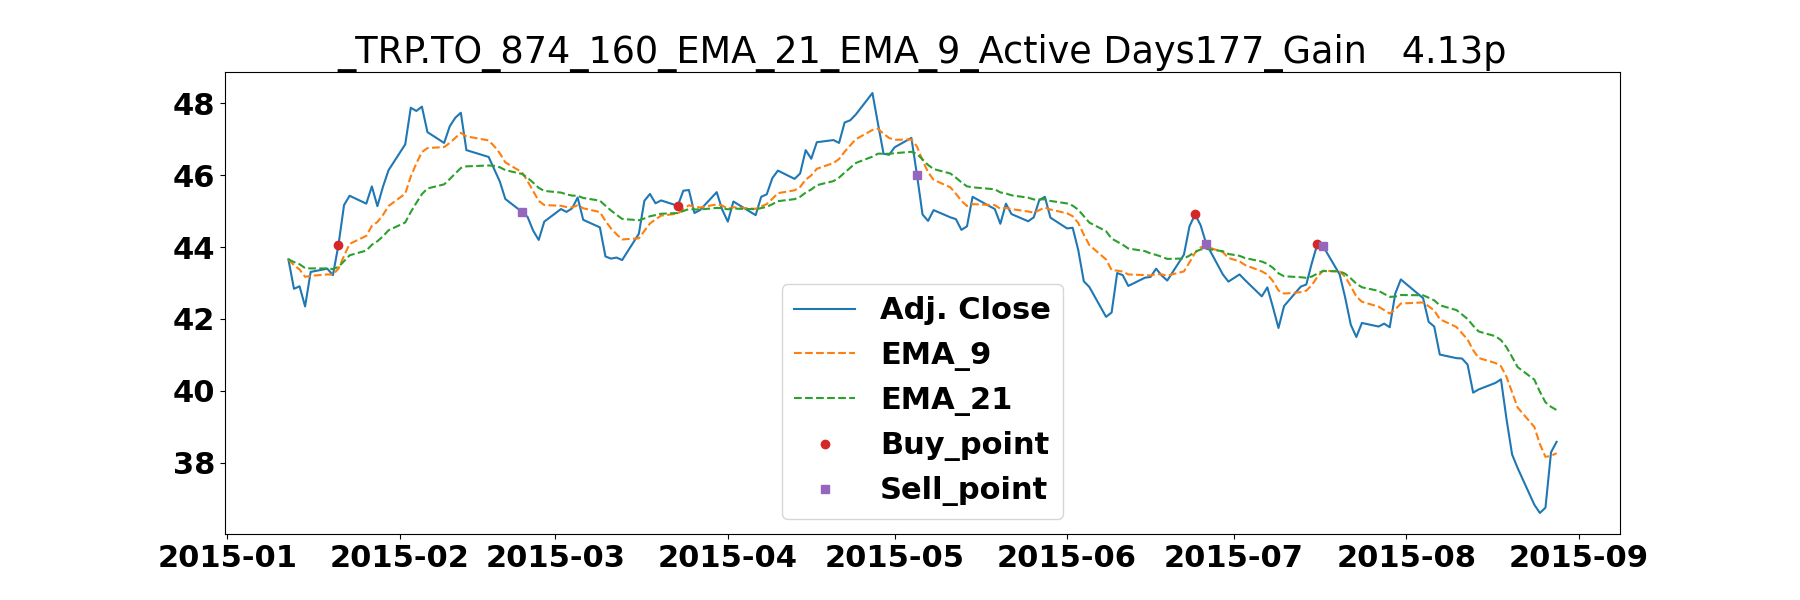 _TRP.TO_874_160_EMA_21_EMA_9_Active Days177_Gain   4.13p
48
46
44
42
40
38
Adj. Close
EMA_9
EMA_21
Buy_point
Sell_point
2015-01 2015-02 2015-03 2015-04 2015-05 2015-06 2015-07 2015-08 2015-09